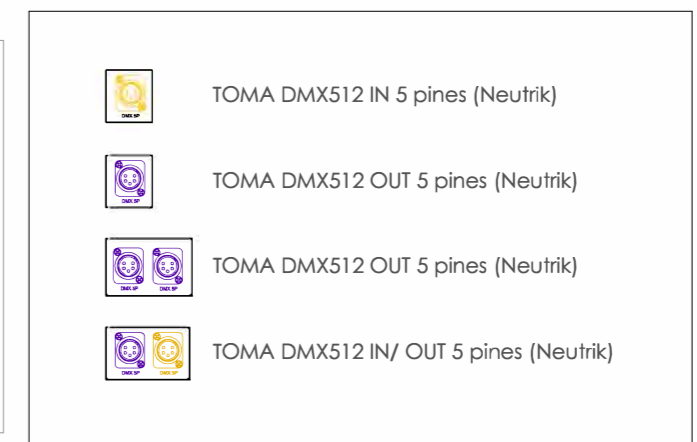 TOMA DMX512 IN 5 pines (Neutrik)
DMX 5P
TOMA DMX512 OUT 5 pines (Neutrik)
DMX 5P
TOMA DMX512 OUT 5 pines (Neutrik)
DMX 5P DMX 5P
TOMA DMX512 IN/ OUT 5 pines (Neutrik)
DMX 5P DMX 5P